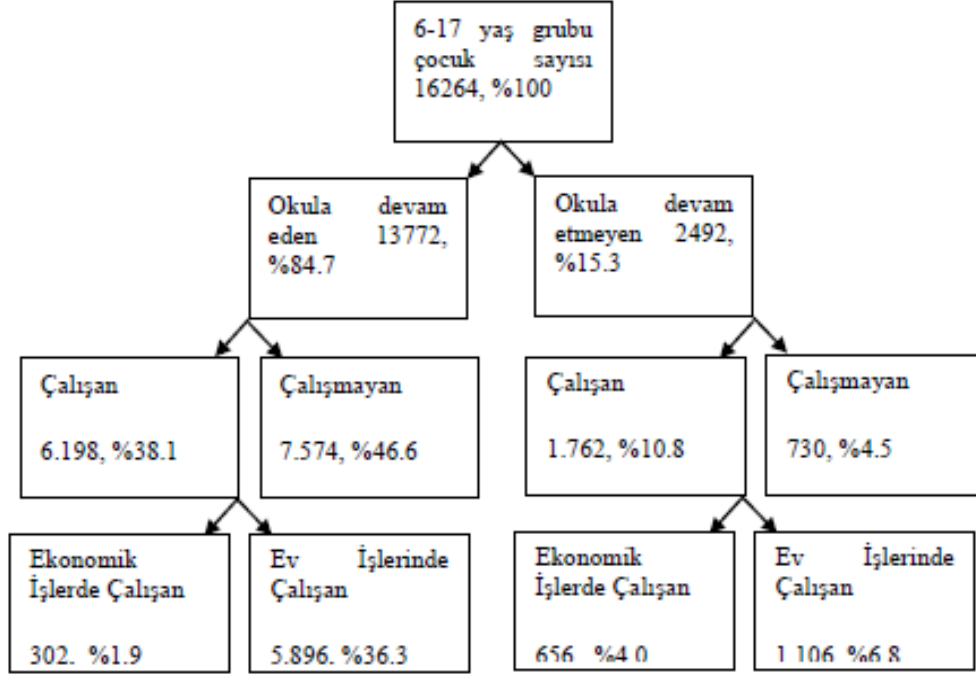 6-17 yaş grubu
çocuk sayısı
16264, %100
Okula devam
eden 13772,
%84.7
Okula devam
etmeyen 2492,
%15.3
Çalışan
6.198, %38.1
Çalışmayan
7.574, %46.6
Çalışan
1.762, %10.8
Çalışmayan
730, %4.5
Ekonomik
İşlerde Çalışan
302. %1.9
Ev İşlerinde
Çalışan
5.896. %36.3
Ekonomik
İşlerde Çalışan
656 %4.0
Ev İşlerinde
Çalışan
1.106 %6.8